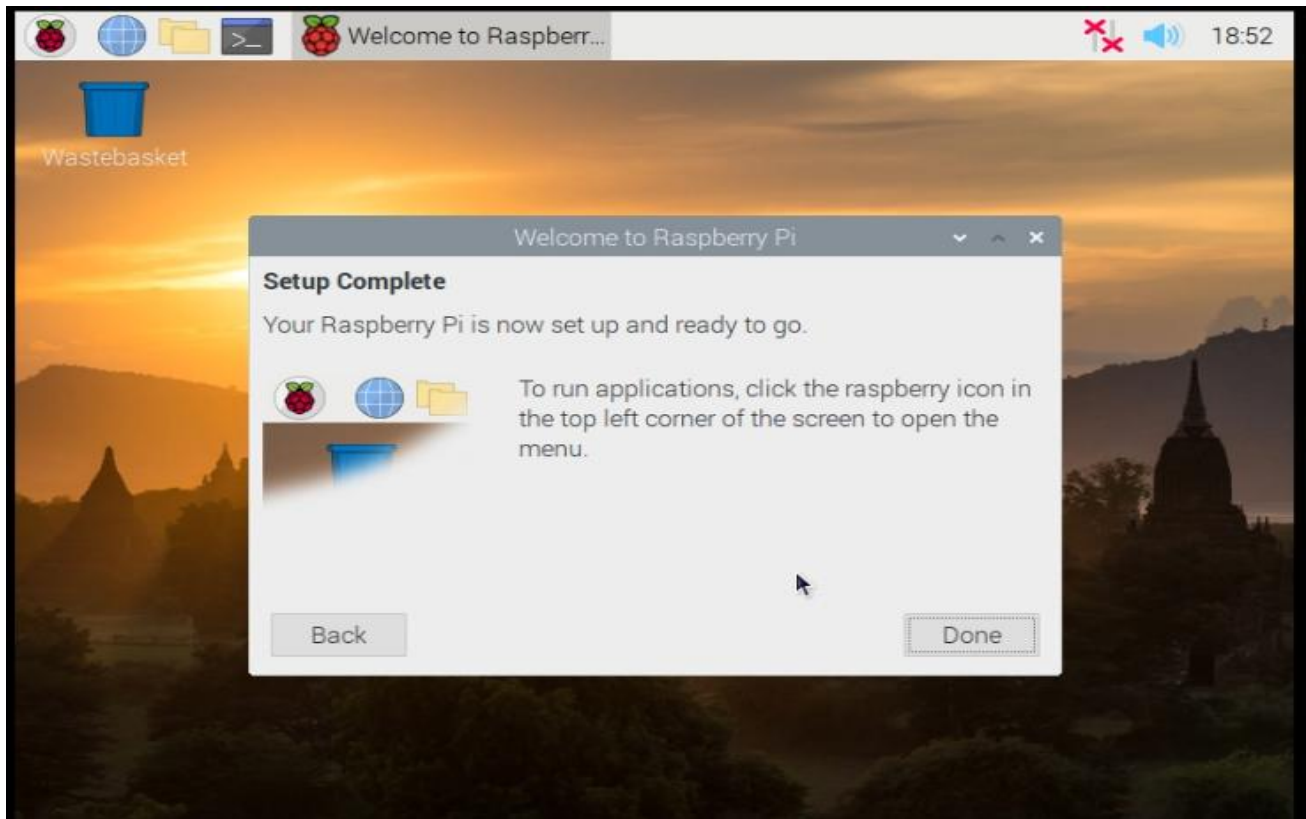 Welcome to Raspberr...
18:52
Wastebasket
Welcome to Raspberry Pi
Setup Complete
Your Raspberry Pi is now set up and ready to go.
To run applications, click the raspberry icon in
the top left corner of the screen to open the
menu.
Back
Done